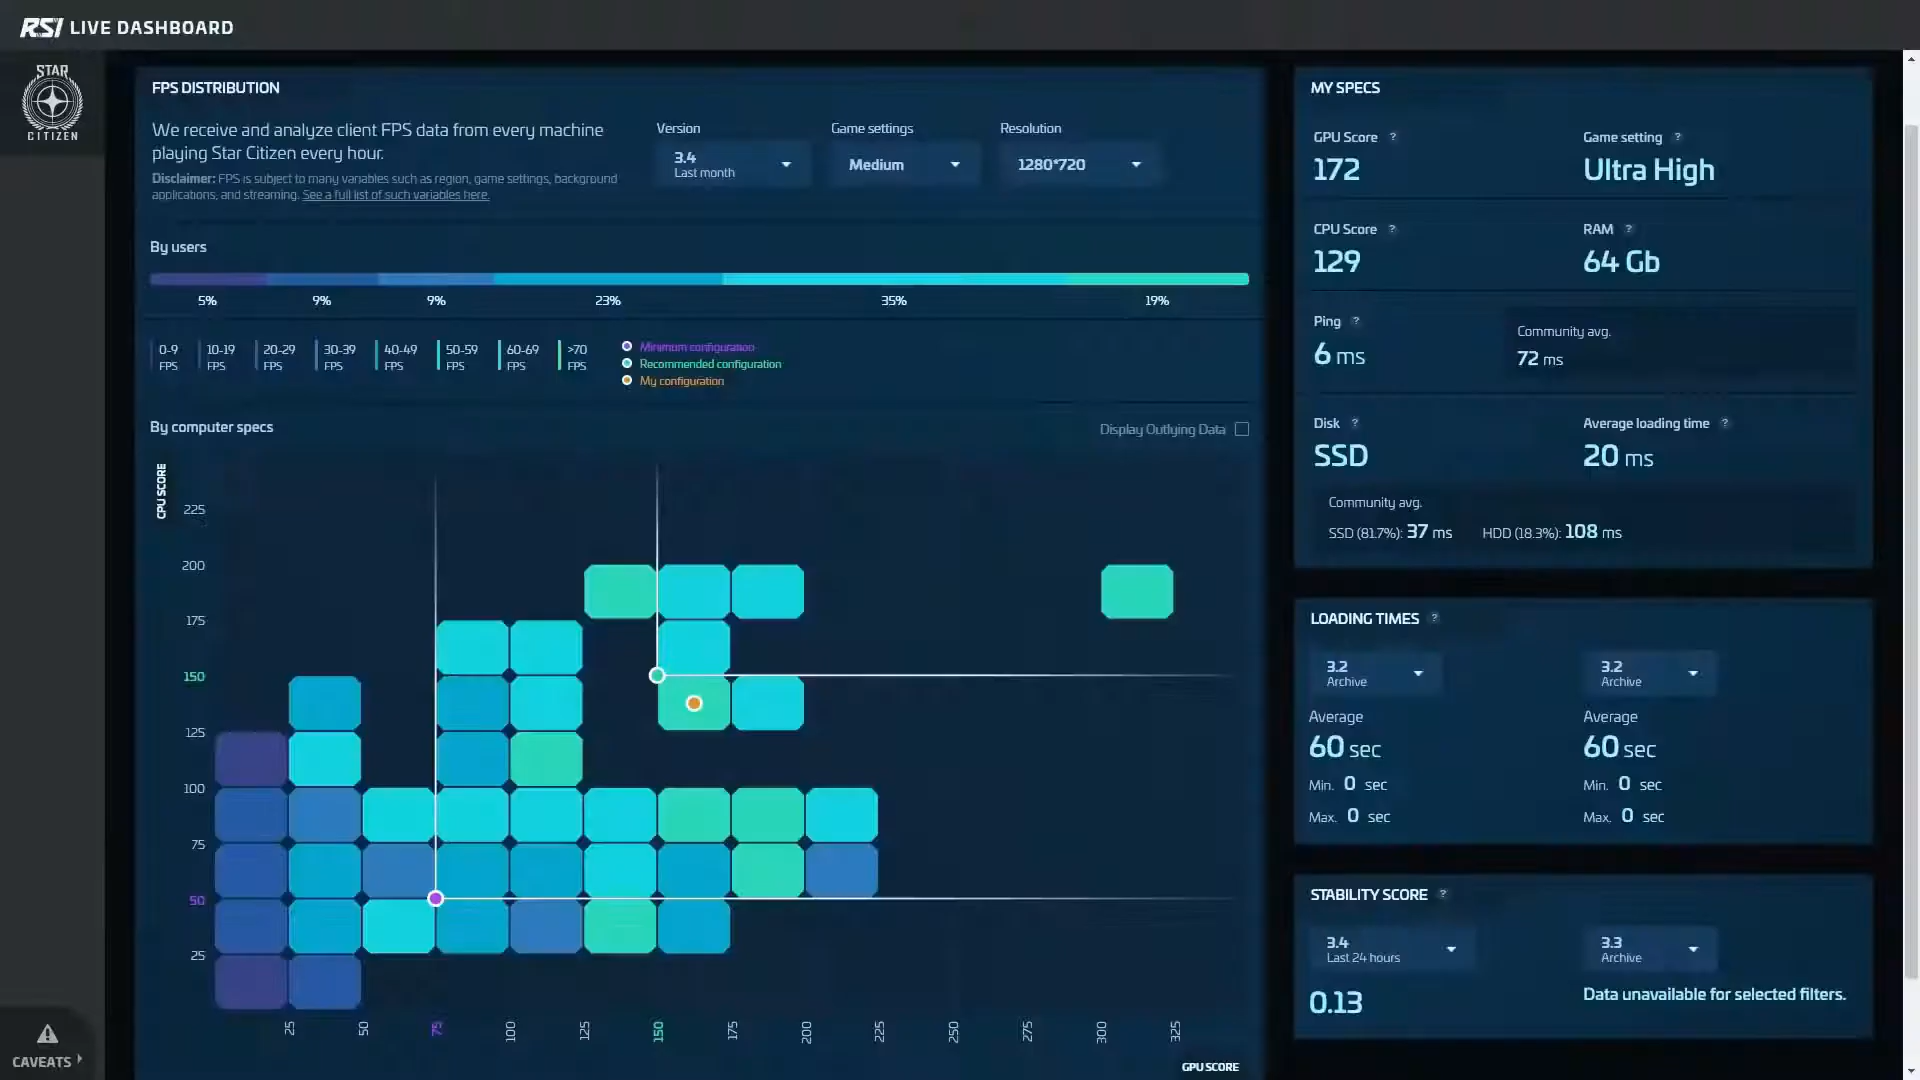 RSI LIVE DASHBOARD
STAR
CITIZEN
FPS DISTRIBUTION
We receive and analyze client FPS data from every machine
playing Star Citizen every hour.
Disclaimer: FPS is subject to many variables such as region, game settings, background
applications, and streaming. See a full list of such variables here.
Version
3.4
Last month
Game settings
Medium
Resolution
1280*720
By users
5% 9% 9% 23% 35% 19%
0-9 10-19 20-29 30-39 40-49 50-59 60-69 >70
FPS FPS FPS FPS FPS FPS FPS FPS
Minimum configuration
Recommended configuration
My configuration
By computer specs
Display Outlying Data
CPU SCORE
225
200
175
150
125
100
75
50
25
25 50 75 100 125 150 175 200 225 250 275 300 325
GPU SCORE
MY SPECS
GPU Score ? Game setting ?
172 Ultra High
CPU Score ? RAM ?
129 64 Gb
Ping ?
6 ms
Community avg.
72 ms
Disk ? Average loading time ?
SSD 20 ms
Community avg.
SSD (81.7%): 37 ms HDD (18.3%): 108 ms
LOADING TIMES ?
3.2 3.2
Archive Archive
Average Average
60 sec 60 sec
Min. 0 sec Min. 0 sec
Max. 0 sec Max. 0 sec
STABILITY SCORE ?
3.4 3.3
Last 24 hours Archive
0.13 Data unavailable for selected filters.
CAVEATS